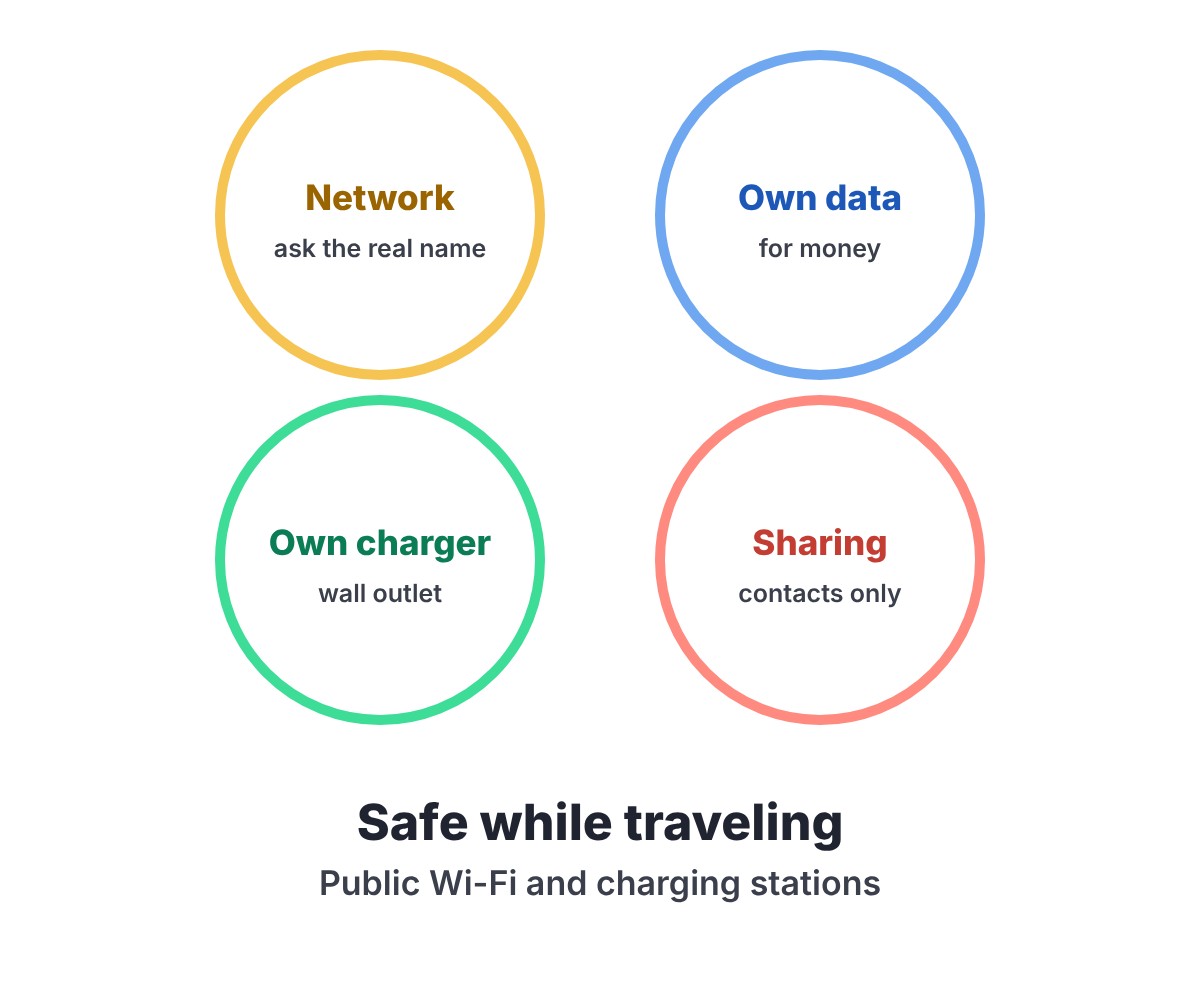 Network
ask the real name
Own data
for money
Own charger
wall outlet
Sharing
contacts only
Safe while traveling
Public Wi-Fi and charging stations